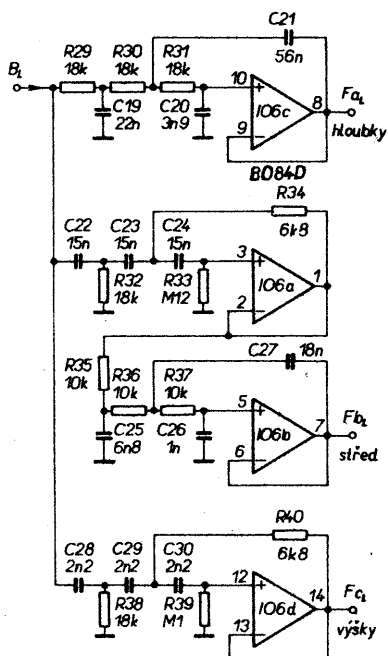 C21
56n
R29 R30 R31
18k 18k 18k
B_L
C19 C20
22n 3n9
10
9
8
IO6c
Fa_L
hloubky
B084D
R34
6k8
C22 C23 C24
15n 15n 15n
R32 R33
18k M12
3
2
1
IO6a
C27 18n
R35
10k
R36 R37
10k 10k
C25 C26
6n8 1n
5
6
7
IO6b
Fb_L
střed
R40
6k8
C28 C29 C30
2n2 2n2 2n2
R38 R39
18k M1
12
13
14
IO6d
Fc_L
výšky